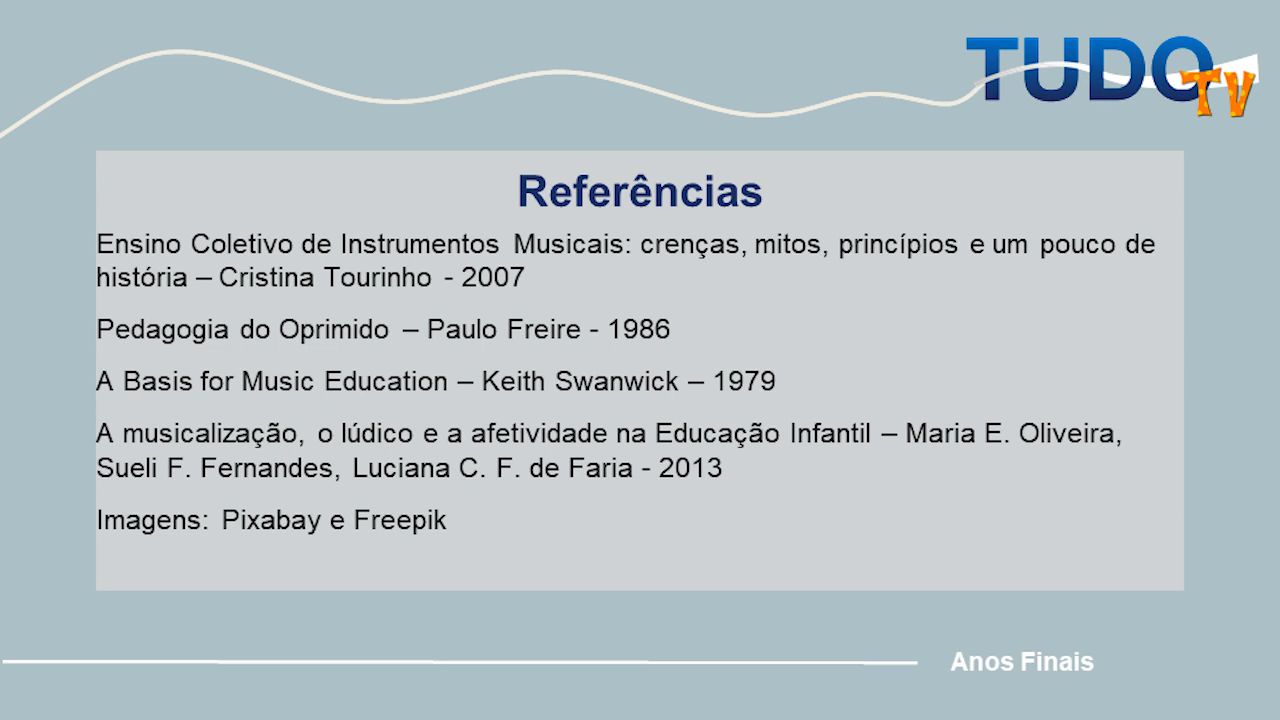 TUDO
TV
Referências
Ensino Coletivo de Instrumentos Musicais: crenças, mitos, princípios e um pouco de
história – Cristina Tourinho - 2007
Pedagogia do Oprimido – Paulo Freire - 1986
A Basis for Music Education – Keith Swanwick – 1979
A musicalização, o lúdico e a afetividade na Educação Infantil – Maria E. Oliveira,
Sueli F. Fernandes, Luciana C. F. de Faria - 2013
Imagens: Pixabay e Freepik
Anos Finais